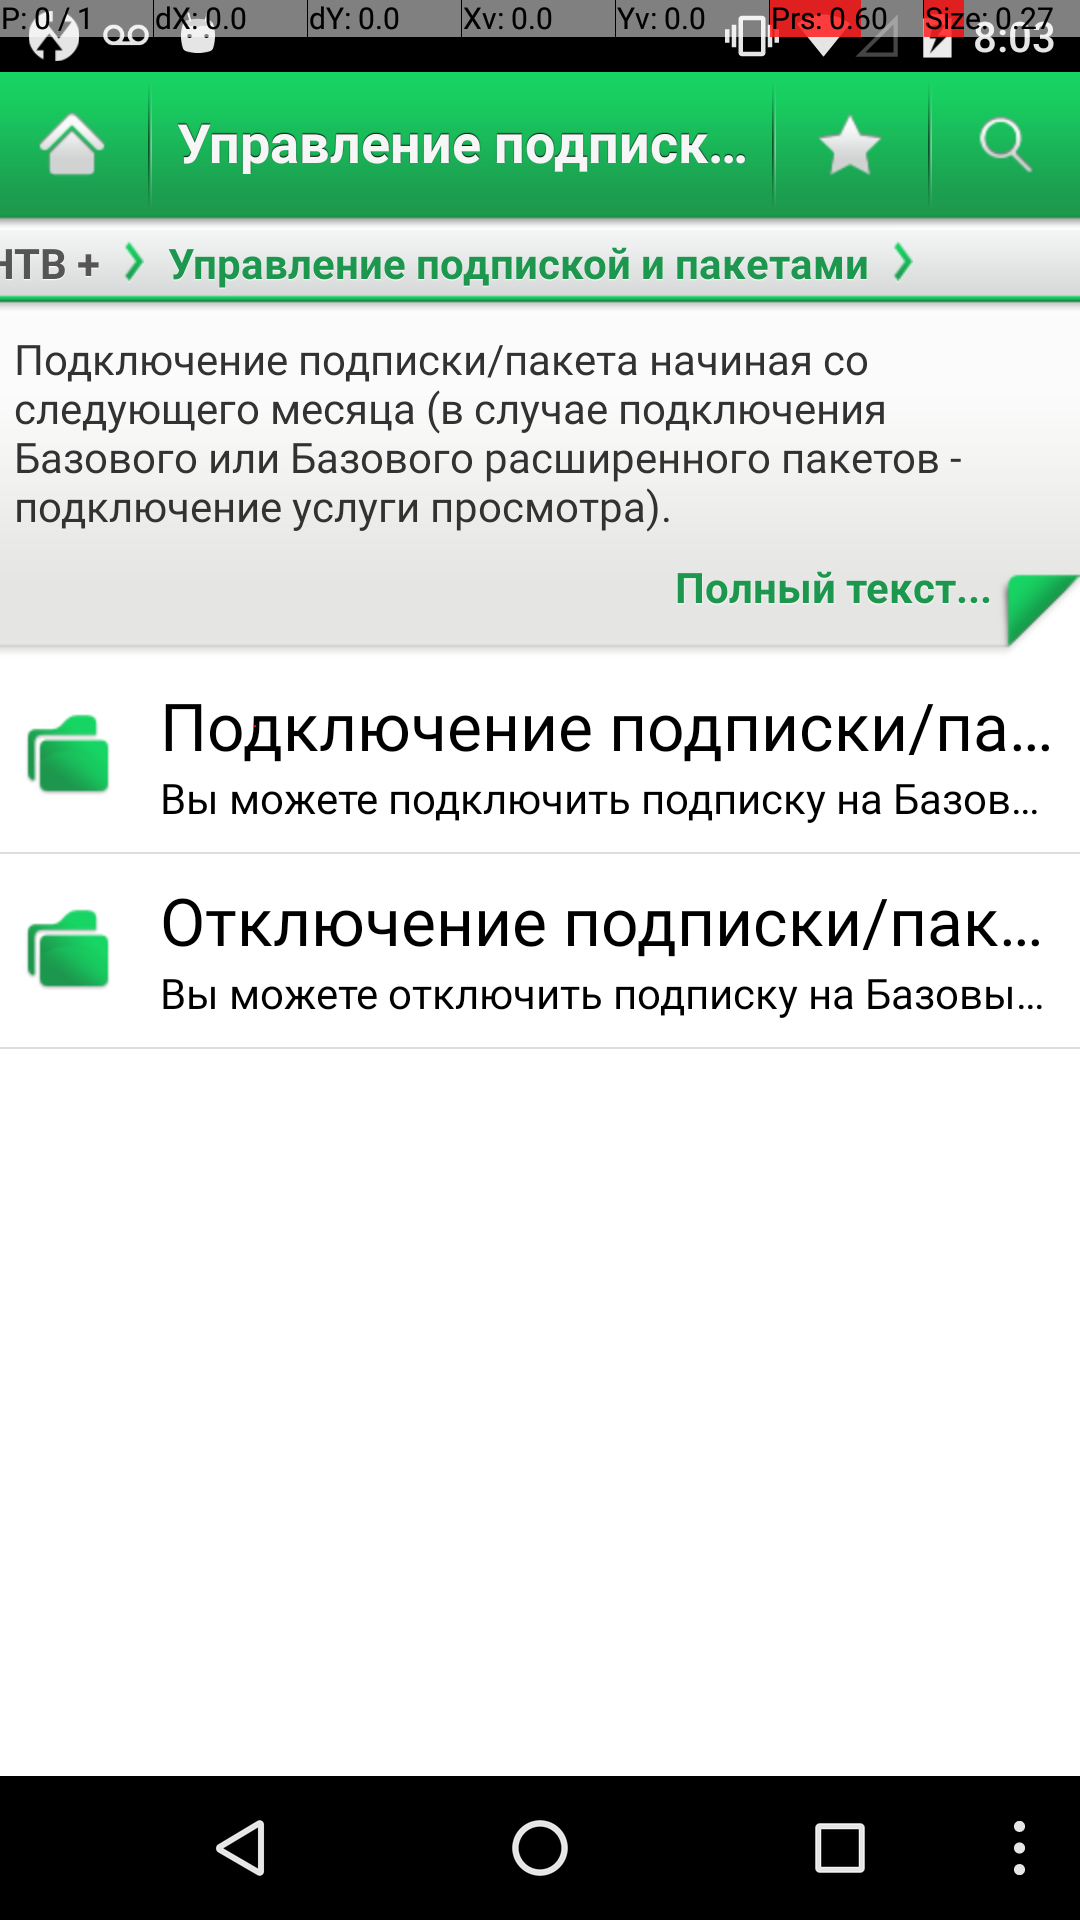 P: 0 / 1 dX: 0.0 dY: 0.0 Xv: 0.0 Yv: 0.0 Prs: 0.60 Size: 0.27
8:03
Управление подписк...
НТВ + Управление подпиской и пакетами
Подключение подписки/пакета начиная со
следующего месяца (в случае подключения
Базового или Базового расширенного пакетов -
подключение услуги просмотра).
Полный текст...
Подключение подписки/па...
Вы можете подключить подписку на Базов...
Отключение подписки/пак...
Вы можете отключить подписку на Базовы...